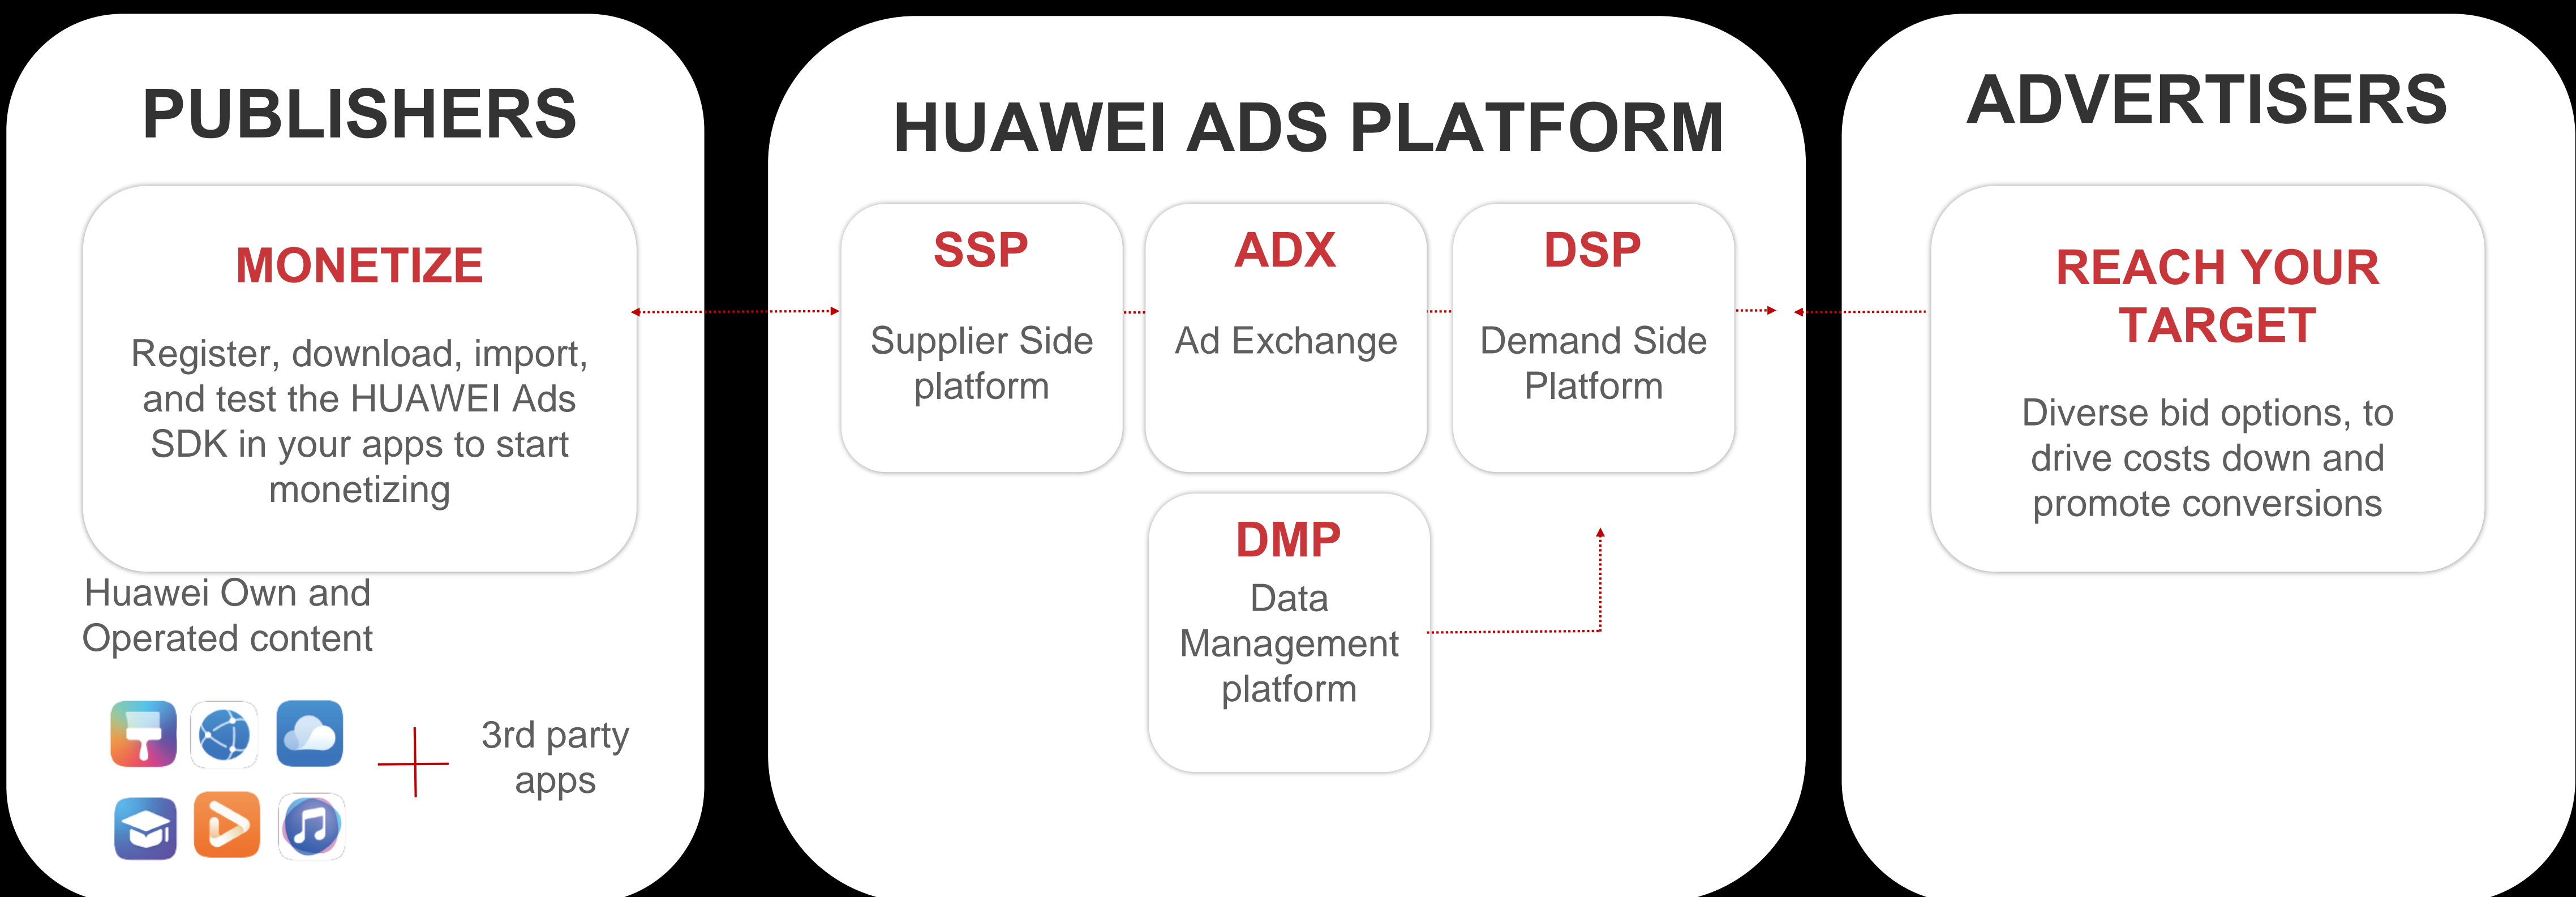 PUBLISHERS
MONETIZE
Register, download, import,
and test the HUAWEI Ads
SDK in your apps to start
monetizing
Huawei Own and
Operated content
3rd party
apps
HUAWEI ADS PLATFORM
SSP
Supplier Side
platform
ADX
Ad Exchange
DSP
Demand Side
Platform
DMP
Data
Management
platform
ADVERTISERS
REACH YOUR
TARGET
Diverse bid options, to
drive costs down and
promote conversions